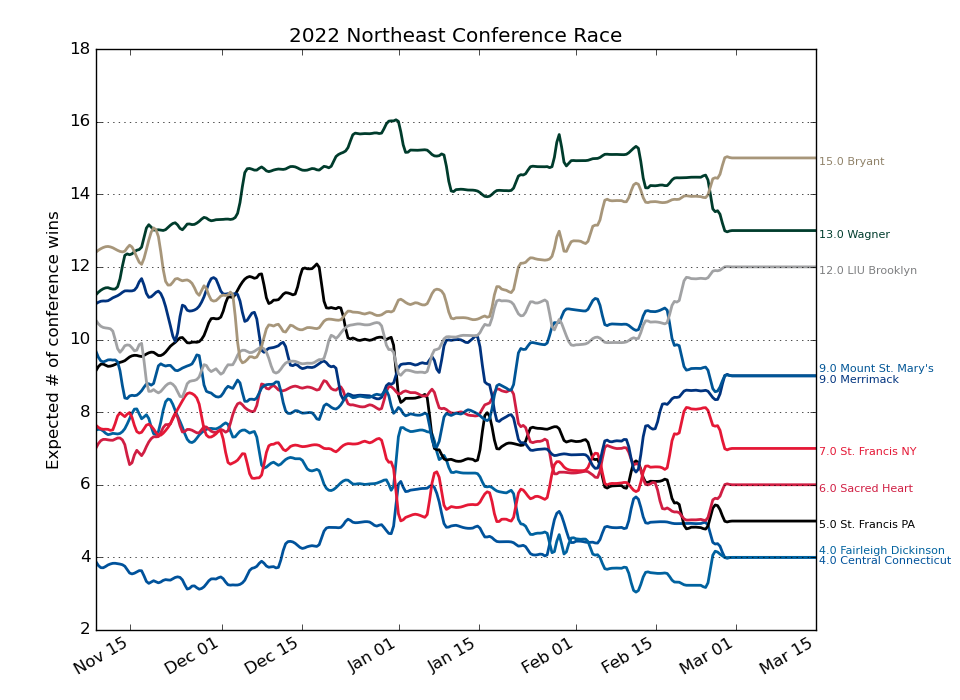 2022 Northeast Conference Race
Expected # of conference wins
18
16
14
12
10
8
6
4
2
Nov 15
Dec 01
Dec 15
Jan 01
Jan 15
Feb 01
Feb 15
Mar 01
Mar 15
15.0 Bryant
13.0 Wagner
12.0 LIU Brooklyn
9.0 Mount St. Mary's
9.0 Merrimack
7.0 St. Francis NY
6.0 Sacred Heart
5.0 St. Francis PA
4.0 Fairleigh Dickinson
4.0 Central Connecticut